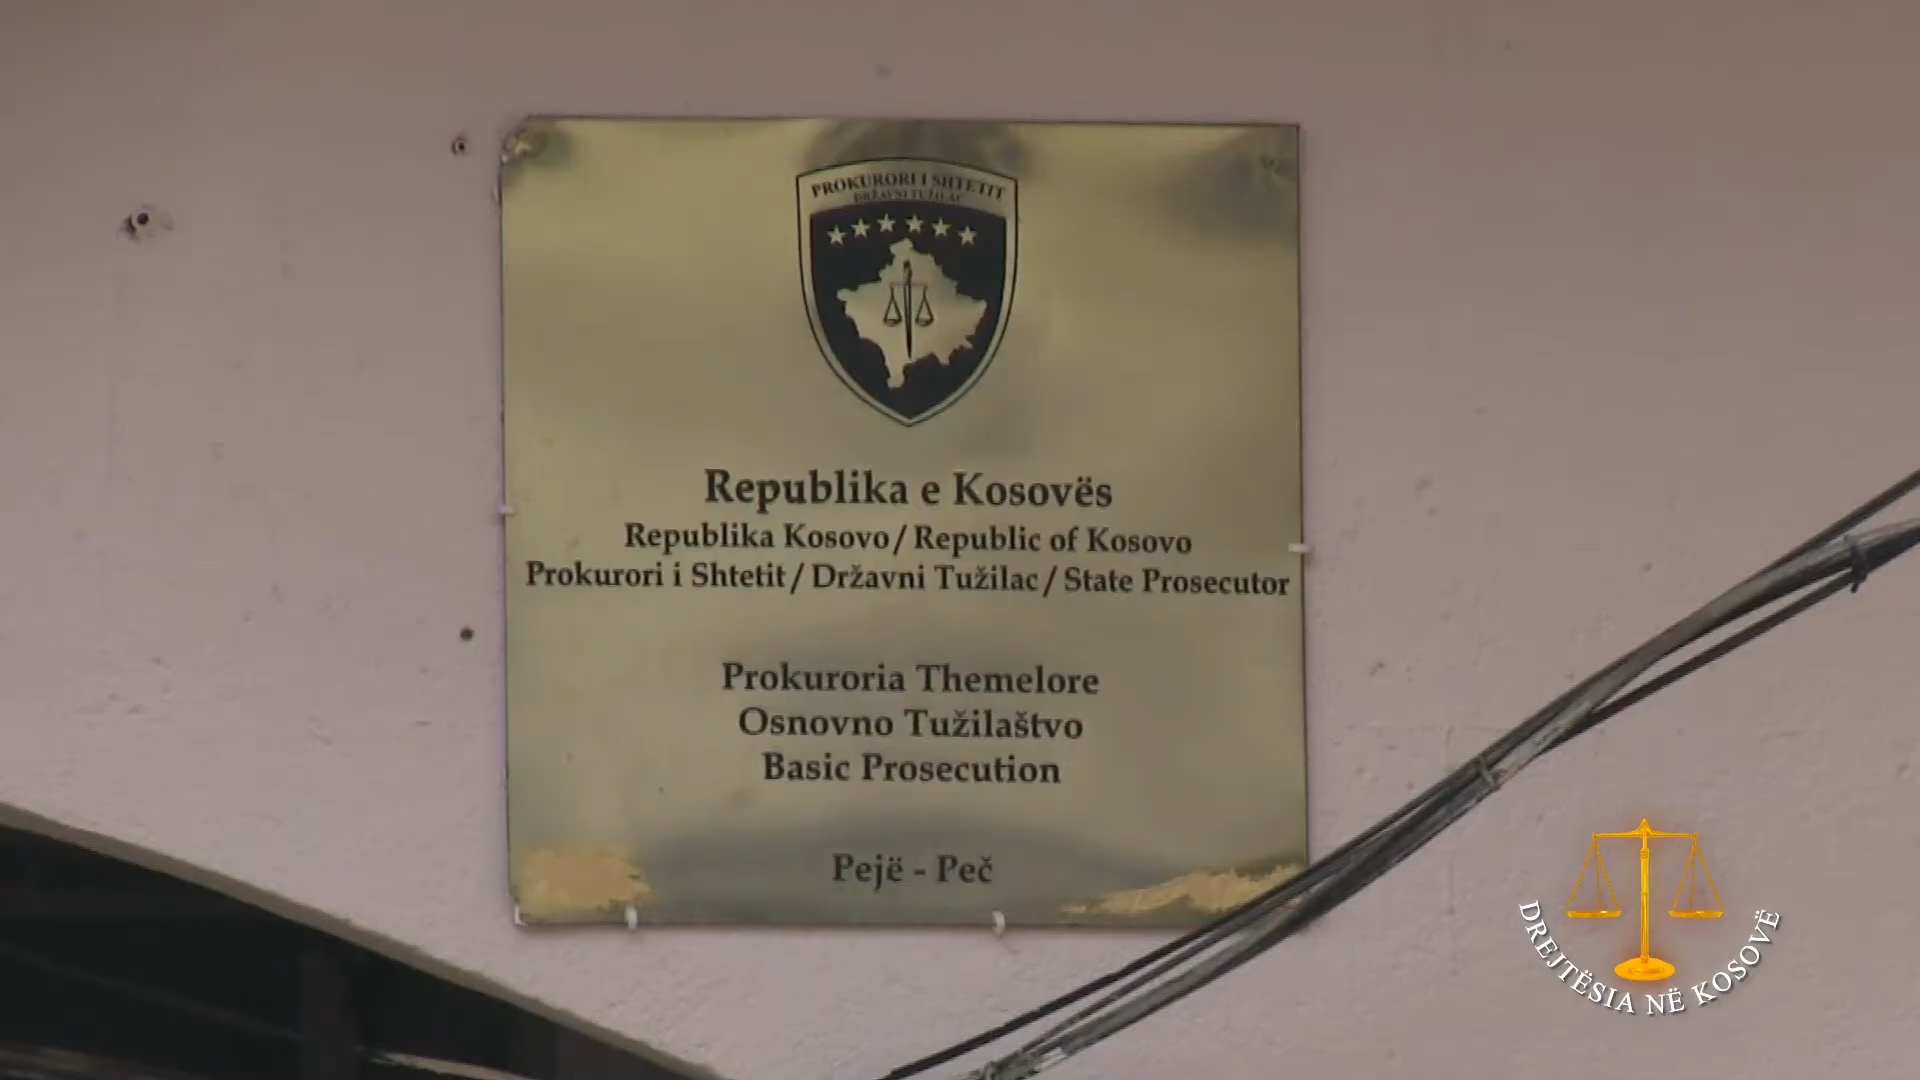 PROKURORI I SHTETIT
DRŽAVNI TUŽILAC
Republika e Kosovës
Republika Kosovo / Republic of Kosovo
Prokurori i Shtetit / Državni Tužilac / State Prosecutor
Prokuroria Themelore
Osnovno Tužilaštvo
Basic Prosecution
Pejë - Peč
DREJTËSIA NË KOSOVË